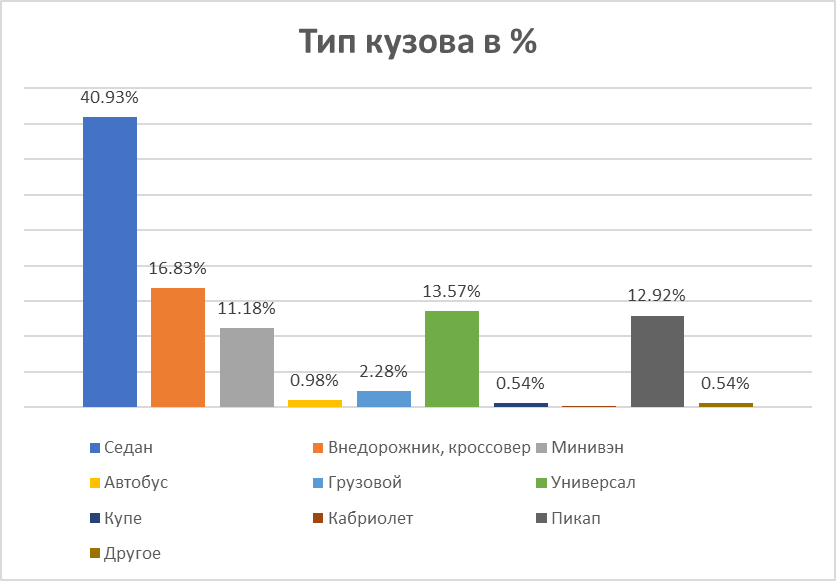 Тип кузова в %
40.93%
16.83%
11.18%
0.98%
2.28%
13.57%
0.54%
12.92%
0.54%
Седан
Внедорожник, кроссовер
Минивэн
Автобус
Грузовой
Универсал
Купе
Кабриолет
Пикап
Другое